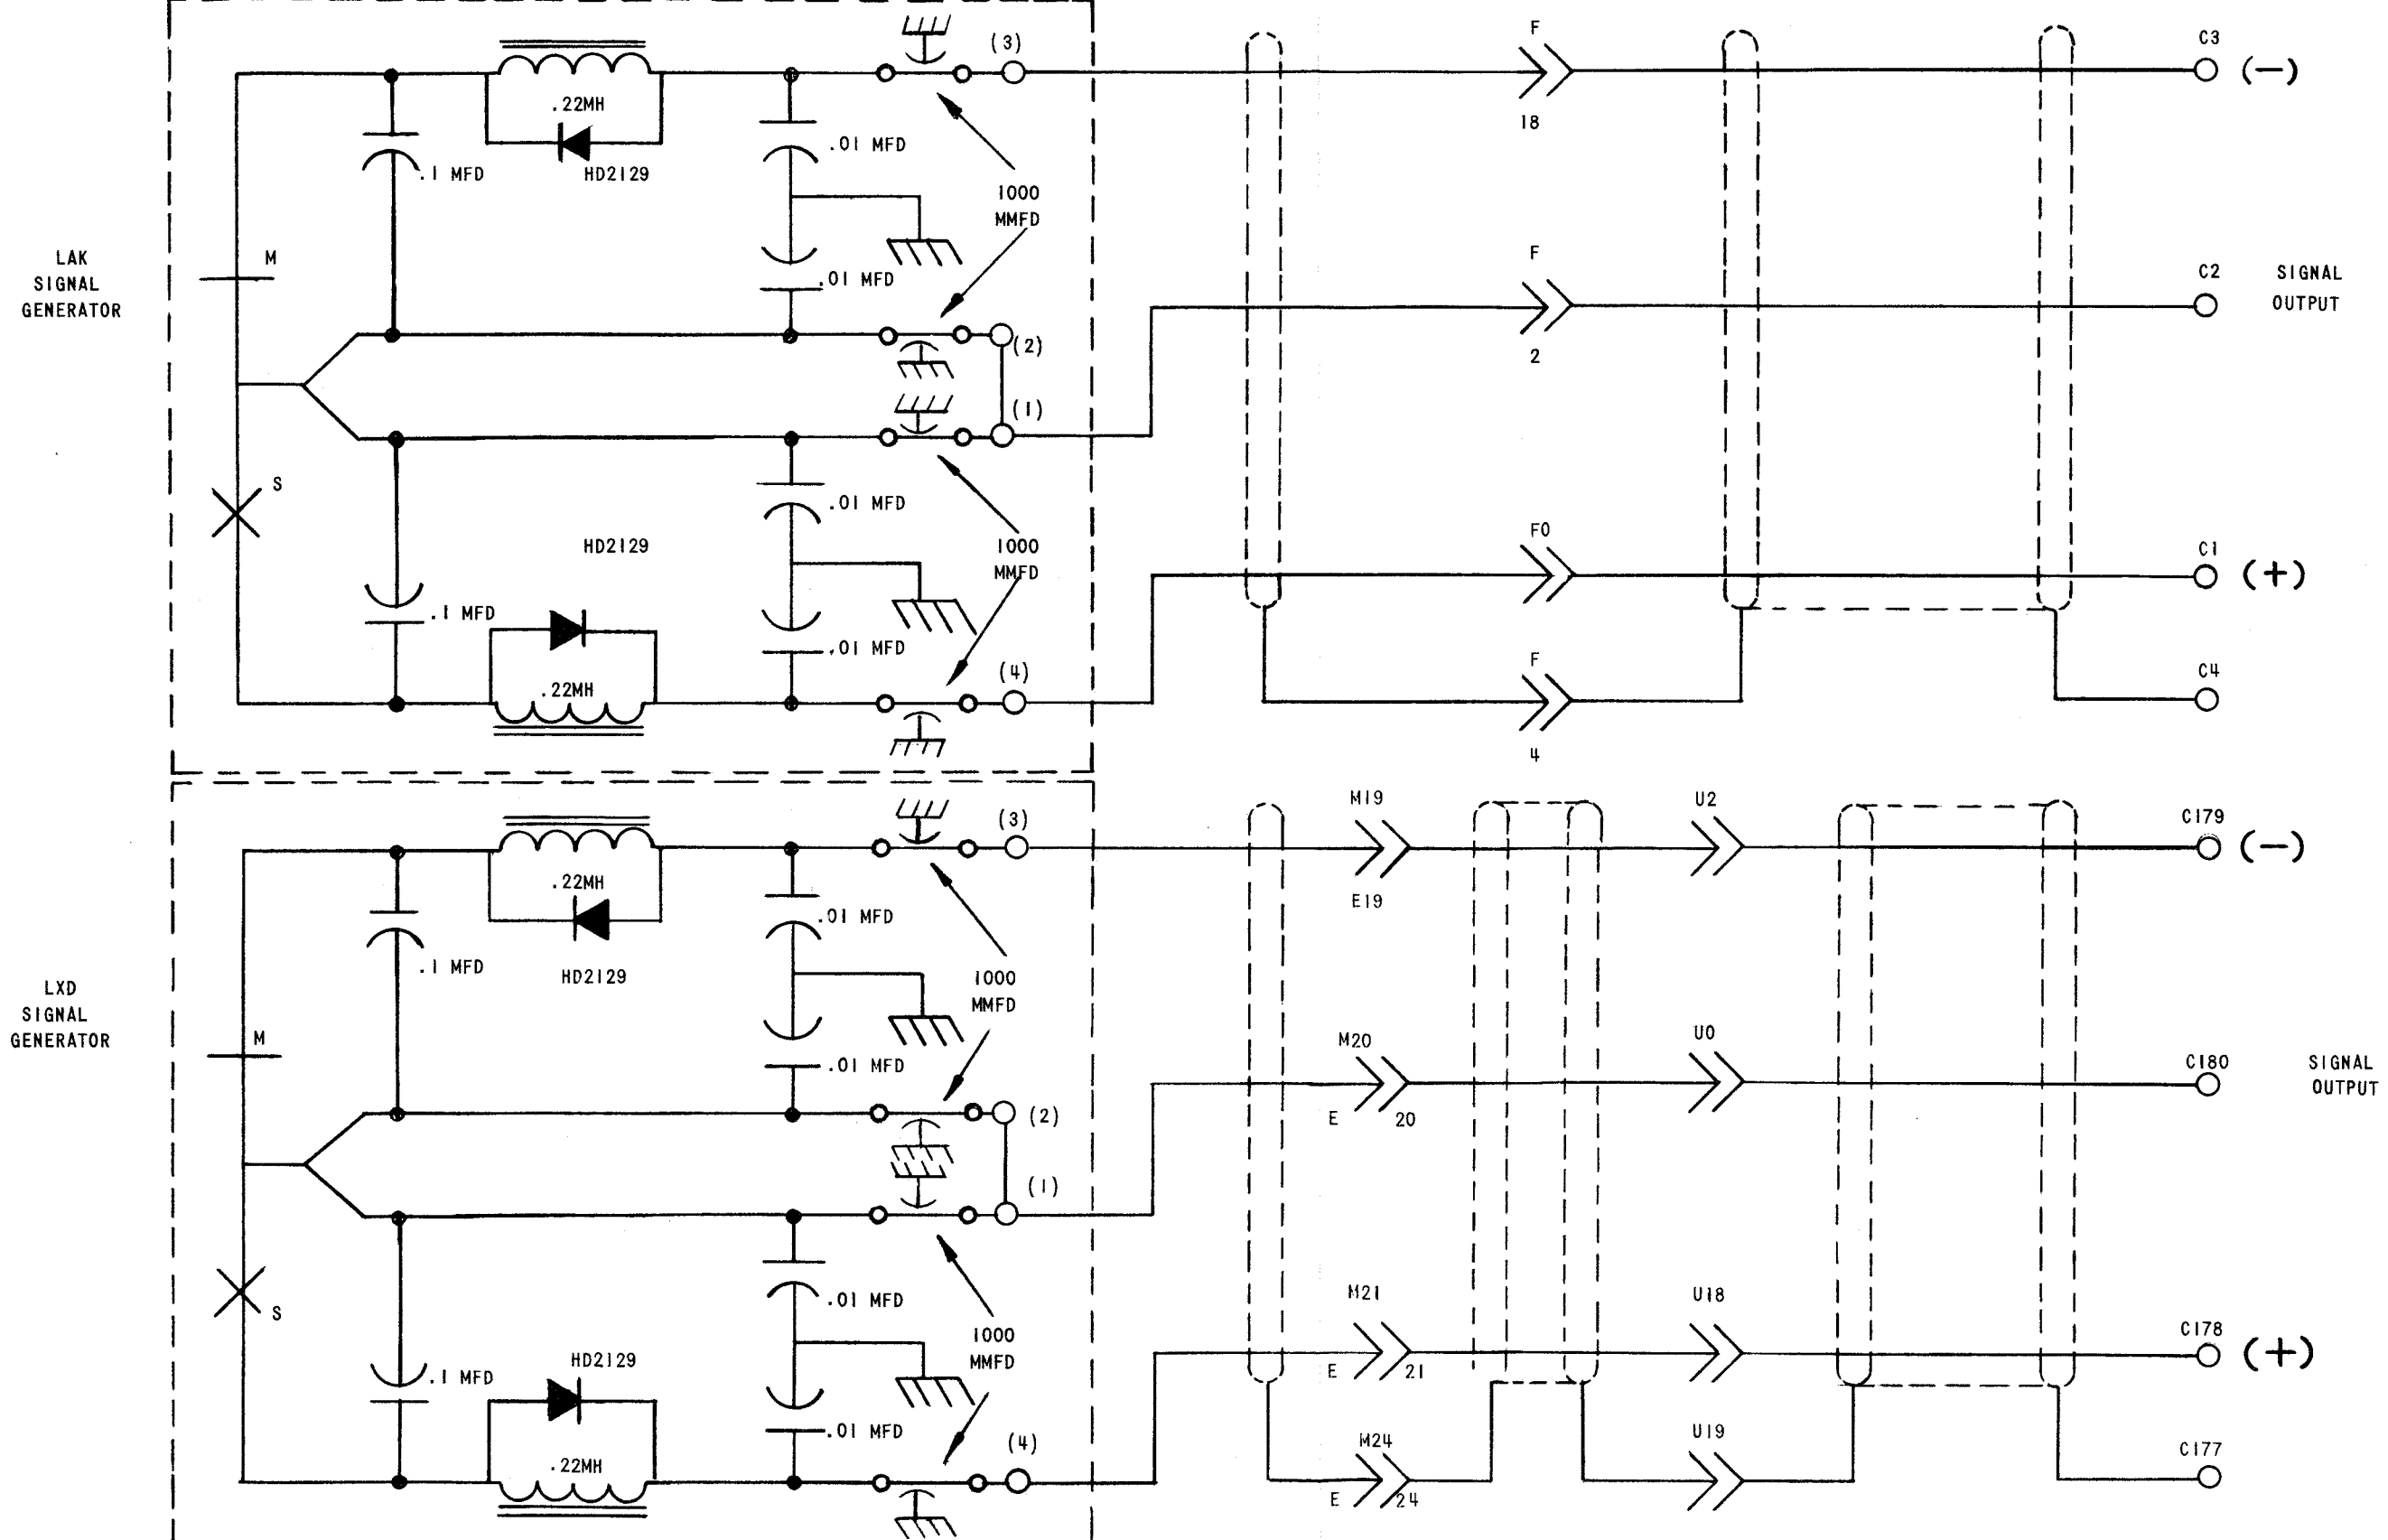 (3)
F
C3
(−)
.22MH
.01 MFD
18
.1 MFD
HD2129
1000
MMFD
LAK
SIGNAL
GENERATOR
M
F
C2
SIGNAL
OUTPUT
.01 MFD
(2)
2
(1)
S
.01 MFD
HD2129
1000
MMFD
F0
C1
(+)
.1 MFD
.01 MFD
.22MH
(4)
F
C4
4
(3)
M19
U2
C179
(−)
.22MH
E19
.01 MFD
.1 MFD
HD2129
1000
MMFD
LXD
SIGNAL
GENERATOR
M
M20
U0
C180
SIGNAL
OUTPUT
.01 MFD
(2)
E
20
(1)
S
.01 MFD
M21
U18
C178
(+)
1000
MMFD
HD2129
.1 MFD
E
21
.01 MFD
(4)
M24
U19
C177
.22MH
E
24